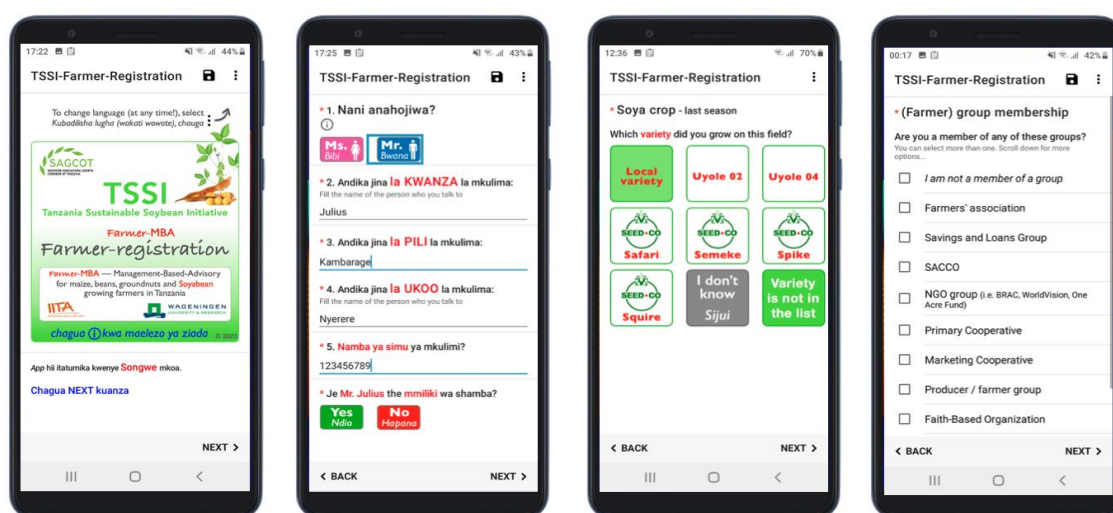 17:22 44%
TSSI-Farmer-Registration
To change language (at any time!), select
Kubadilisha lugha (wakati wowote), chauga
SAGCOT
TSSI
Tanzania Sustainable Soybean Initiative
Farmer-MBA
Farmer-registration
Farmer-MBA — Management-Based-Advisory
for maize, beans, groundnuts and Soyabean
growing farmers in Tanzania
IITA
WAGENINGEN
UNIVERSITY & RESEARCH
chagua i kwa maelezo ya ziada © 2023
App hii itatumika kwenye Songwe mkoa.
Chagua NEXT kuanza
NEXT >
17:25 43%
TSSI-Farmer-Registration
* 1. Nani anahojiwa?
Ms.
Bibi
Mr.
Bwana
* 2. Andika jina la KWANZA la mkulima:
Fill the name of the person who you talk to
Julius
* 3. Andika jina la PILI la mkulima:
Kambarage
* 4. Andika jina la UKOO la mkulima:
Fill the name of the person who you talk to
Nyerere
* 5. Namba ya simu ya mkulimi?
123456789
* Je Mr. Julius the mmiliki wa shamba?
Yes
Ndio
No
Hapana
< BACK NEXT >
12:36 70%
TSSI-Farmer-Registration
* Soya crop - last season
Which variety did you grow on this field?
Local
variety
Uyole 02
Uyole 04
SEED•CO
Safari
SEED•CO
Semeke
SEED•CO
Spike
SEED•CO
Squire
I don't
know
Sijui
Variety
is not in
the list
< BACK NEXT >
00:17 42%
TSSI-Farmer-Registration
* (Farmer) group membership
Are you a member of any of these groups?
You can select more than one. Scroll down for more
options...
I am not a member of a group
Farmers' association
Savings and Loans Group
SACCO
NGO group (i.e. BRAC, WorldVision, One
Acre Fund)
Primary Cooperative
Marketing Cooperative
Producer / farmer group
Faith-Based Organization
< BACK NEXT >